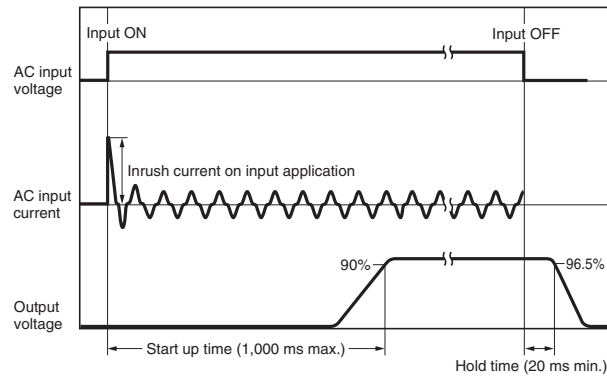 Input ON
Input OFF
AC input
voltage
Inrush current on input application
AC input
current
90%
96.5%
Output
voltage
Start up time (1,000 ms max.)
Hold time (20 ms min.)